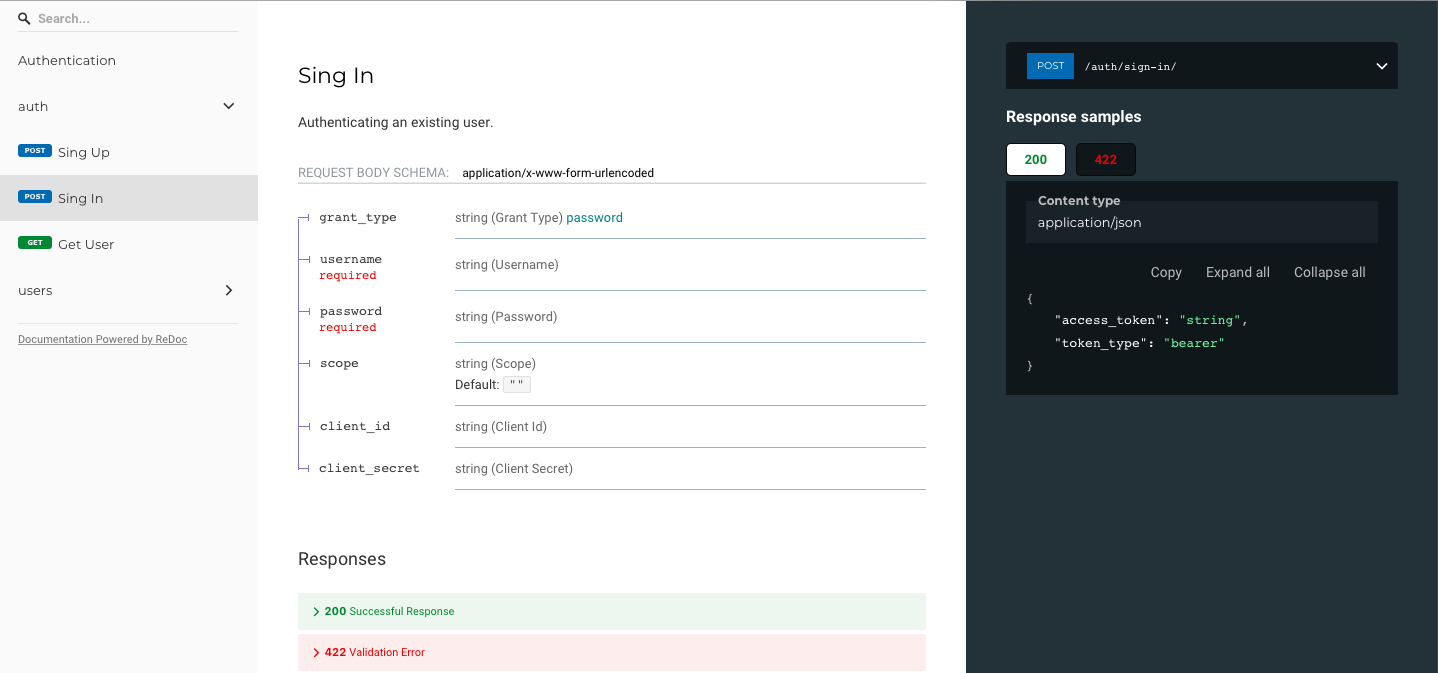 Search...
Authentication
auth
POST Sing Up
POST Sing In
GET Get User
users
Documentation Powered by ReDoc
Sing In
Authenticating an existing user.
REQUEST BODY SCHEMA: application/x-www-form-urlencoded
grant_type string (Grant Type) password
username string (Username)
required
password string (Password)
required
scope string (Scope)
Default: ""
client_id string (Client Id)
client_secret string (Client Secret)
Responses
200 Successful Response
422 Validation Error
POST /auth/sign-in/
Response samples
200 422
Content type
application/json
Copy Expand all Collapse all
{
"access_token": "string",
"token_type": "bearer"
}